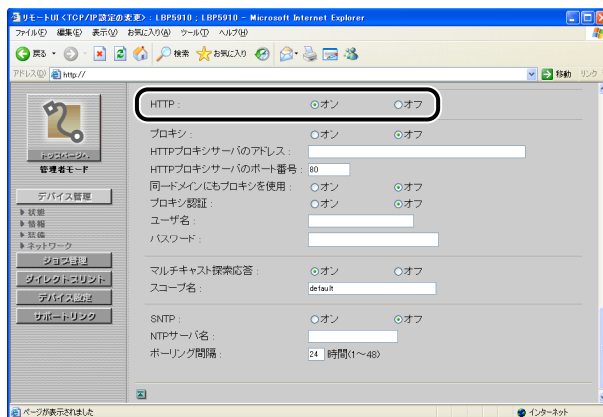 リモートUI <TCP/IP設定の変更> : LBP5910 ; LBP5910 - Microsoft Internet Explorer
ファイル(F) 編集(E) 表示(V) お気に入り(A) ツール(T) ヘルプ(H)
戻る 検索 お気に入り
アドレス(D) http:// 移動 リンク
トップページへ
管理者モード
デバイス管理
状態
情報
ネットワーク
ジョブ管理
ダイレクトプリント
デバイス設定
サポートリンク
HTTP : オン オフ
プロキシ : オン オフ
HTTPプロキシサーバのアドレス :
HTTPプロキシサーバのポート番号 : 80
同一ドメインにもプロキシを使用 : オン オフ
プロキシ認証 : オン オフ
ユーザ名 :
パスワード :
マルチキャスト探索応答 : オン オフ
スコープ名 : default
SNTP : オン オフ
NTPサーバ名 :
ポーリング間隔 : 24 時間(1～48)
ページが表示されました インターネット